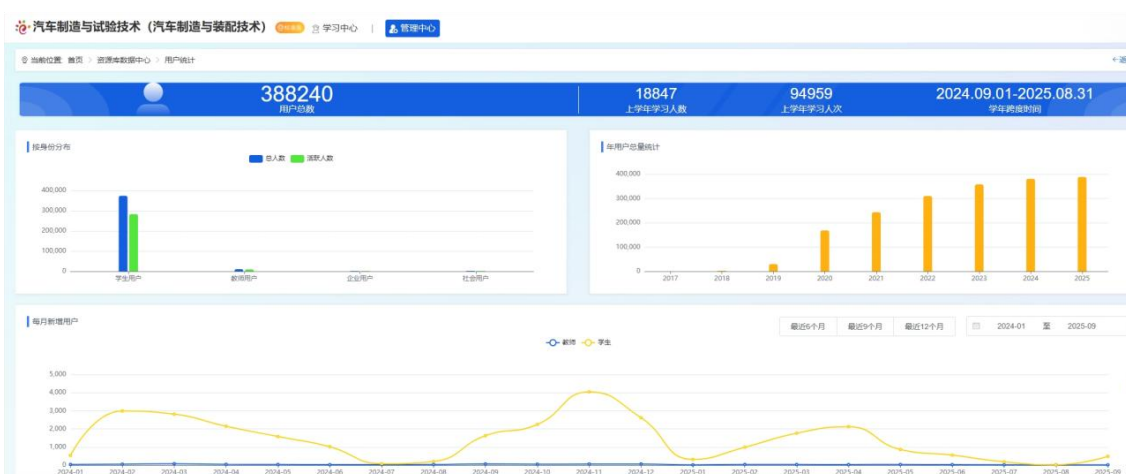 汽车制造与试验技术（汽车制造与装配技术）
学习中心 | 管理中心
当前位置 首页 > 资源库数据中心 > 用户统计
388240
用户总数
18847
上学年学习人数
94959
上学年学习人次
2024.09.01-2025.08.31
学年跨度时间
按身份分布
总人数 活跃人数
400,000
300,000
200,000
100,000
0
学生用户 教师用户 企业用户 社会用户
年用户总量统计
400,000
300,000
200,000
100,000
0
2017 2018 2019 2020 2021 2022 2023 2024 2025
每月新增用户
最近6个月 最近9个月 最近12个月 2024-01 至 2025-09
教师 学生
5,000
4,000
3,000
2,000
1,000
0
2024-01 2024-02 2024-03 2024-04 2024-05 2024-06 2024-07 2024-08 2024-09 2024-10 2024-11 2024-12 2025-01 2025-02 2025-03 2025-04 2025-05 2025-06 2025-07 2025-08 2025-09